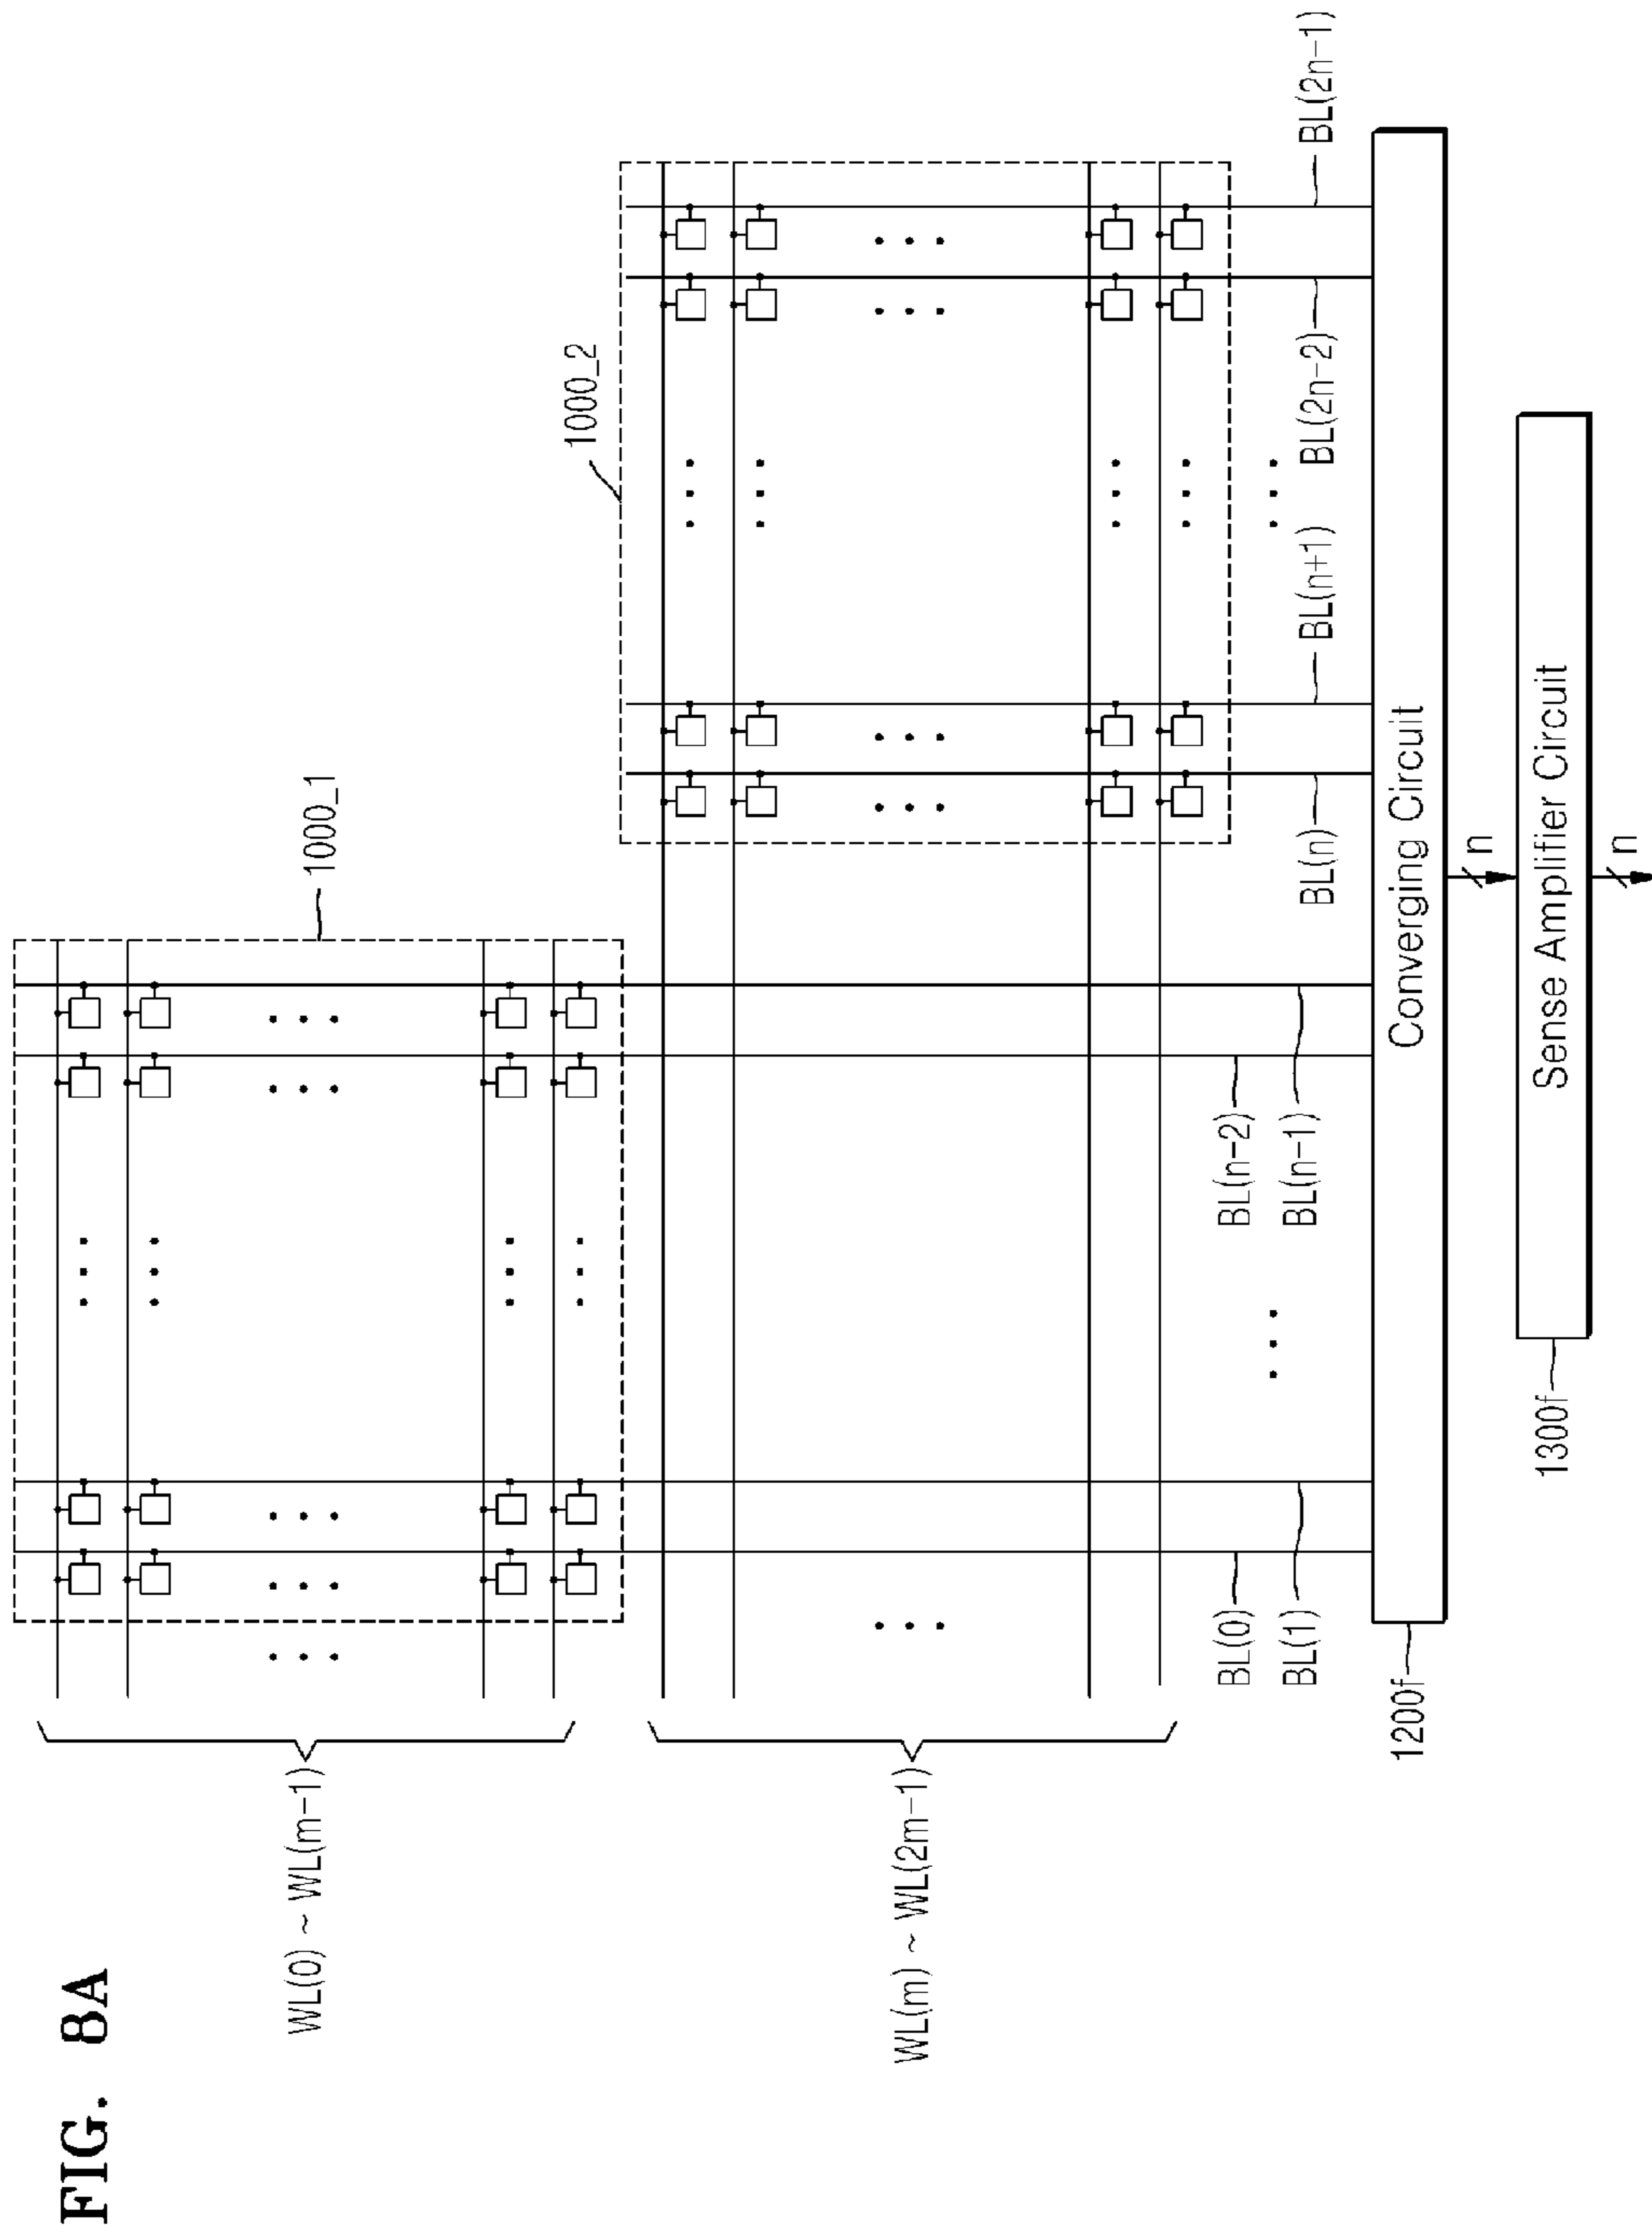 FIG. 8A
WL(0) ~ WL(m-1)
1000_1
WL(m) ~ WL(2m-1)
1000_2
BL(0)
BL(1)
BL(n-2)
BL(n-1)
BL(n)
BL(n+1)
BL(2n-2)
BL(2n-1)
1200f
Converging Circuit
n
1300f
Sense Amplifier Circuit
n